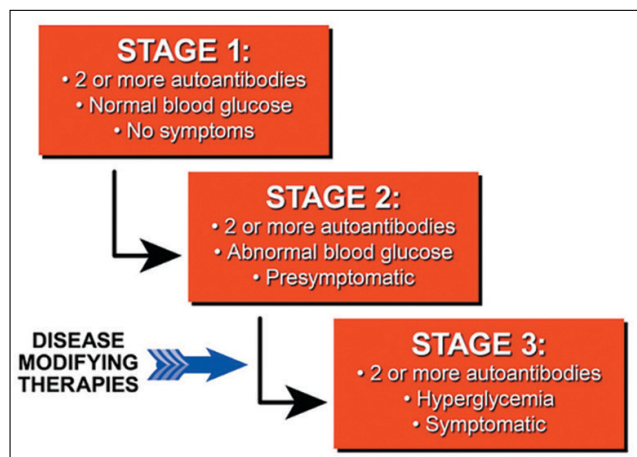 STAGE 1:
• 2 or more autoantibodies
• Normal blood glucose
• No symptoms
STAGE 2:
• 2 or more autoantibodies
• Abnormal blood glucose
• Presymptomatic
DISEASE
MODIFYING
THERAPIES
STAGE 3:
• 2 or more autoantibodies
• Hyperglycemia
• Symptomatic